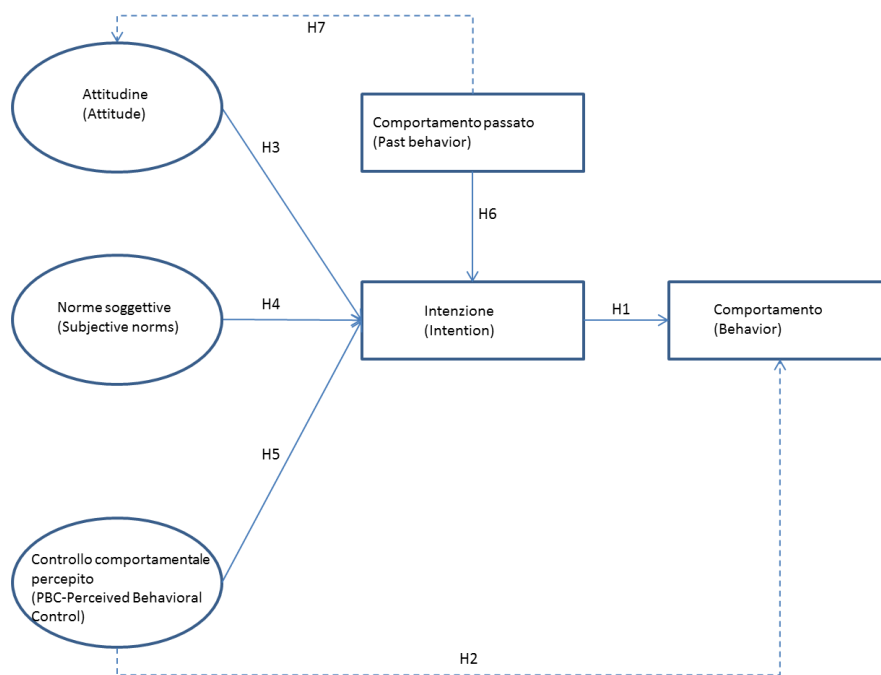 H7
Attitudine
(Attitude)
Comportamento passato
(Past behavior)
H3
H6
Norme soggettive
(Subjective norms)
H4
Intenzione
(Intention)
H1
Comportamento
(Behavior)
H5
Controllo comportamentale
percepito
(PBC-Perceived Behavioral
Control)
H2